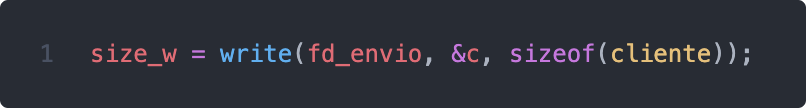 1 size_w = write(fd_envio, &c, sizeof(cliente));